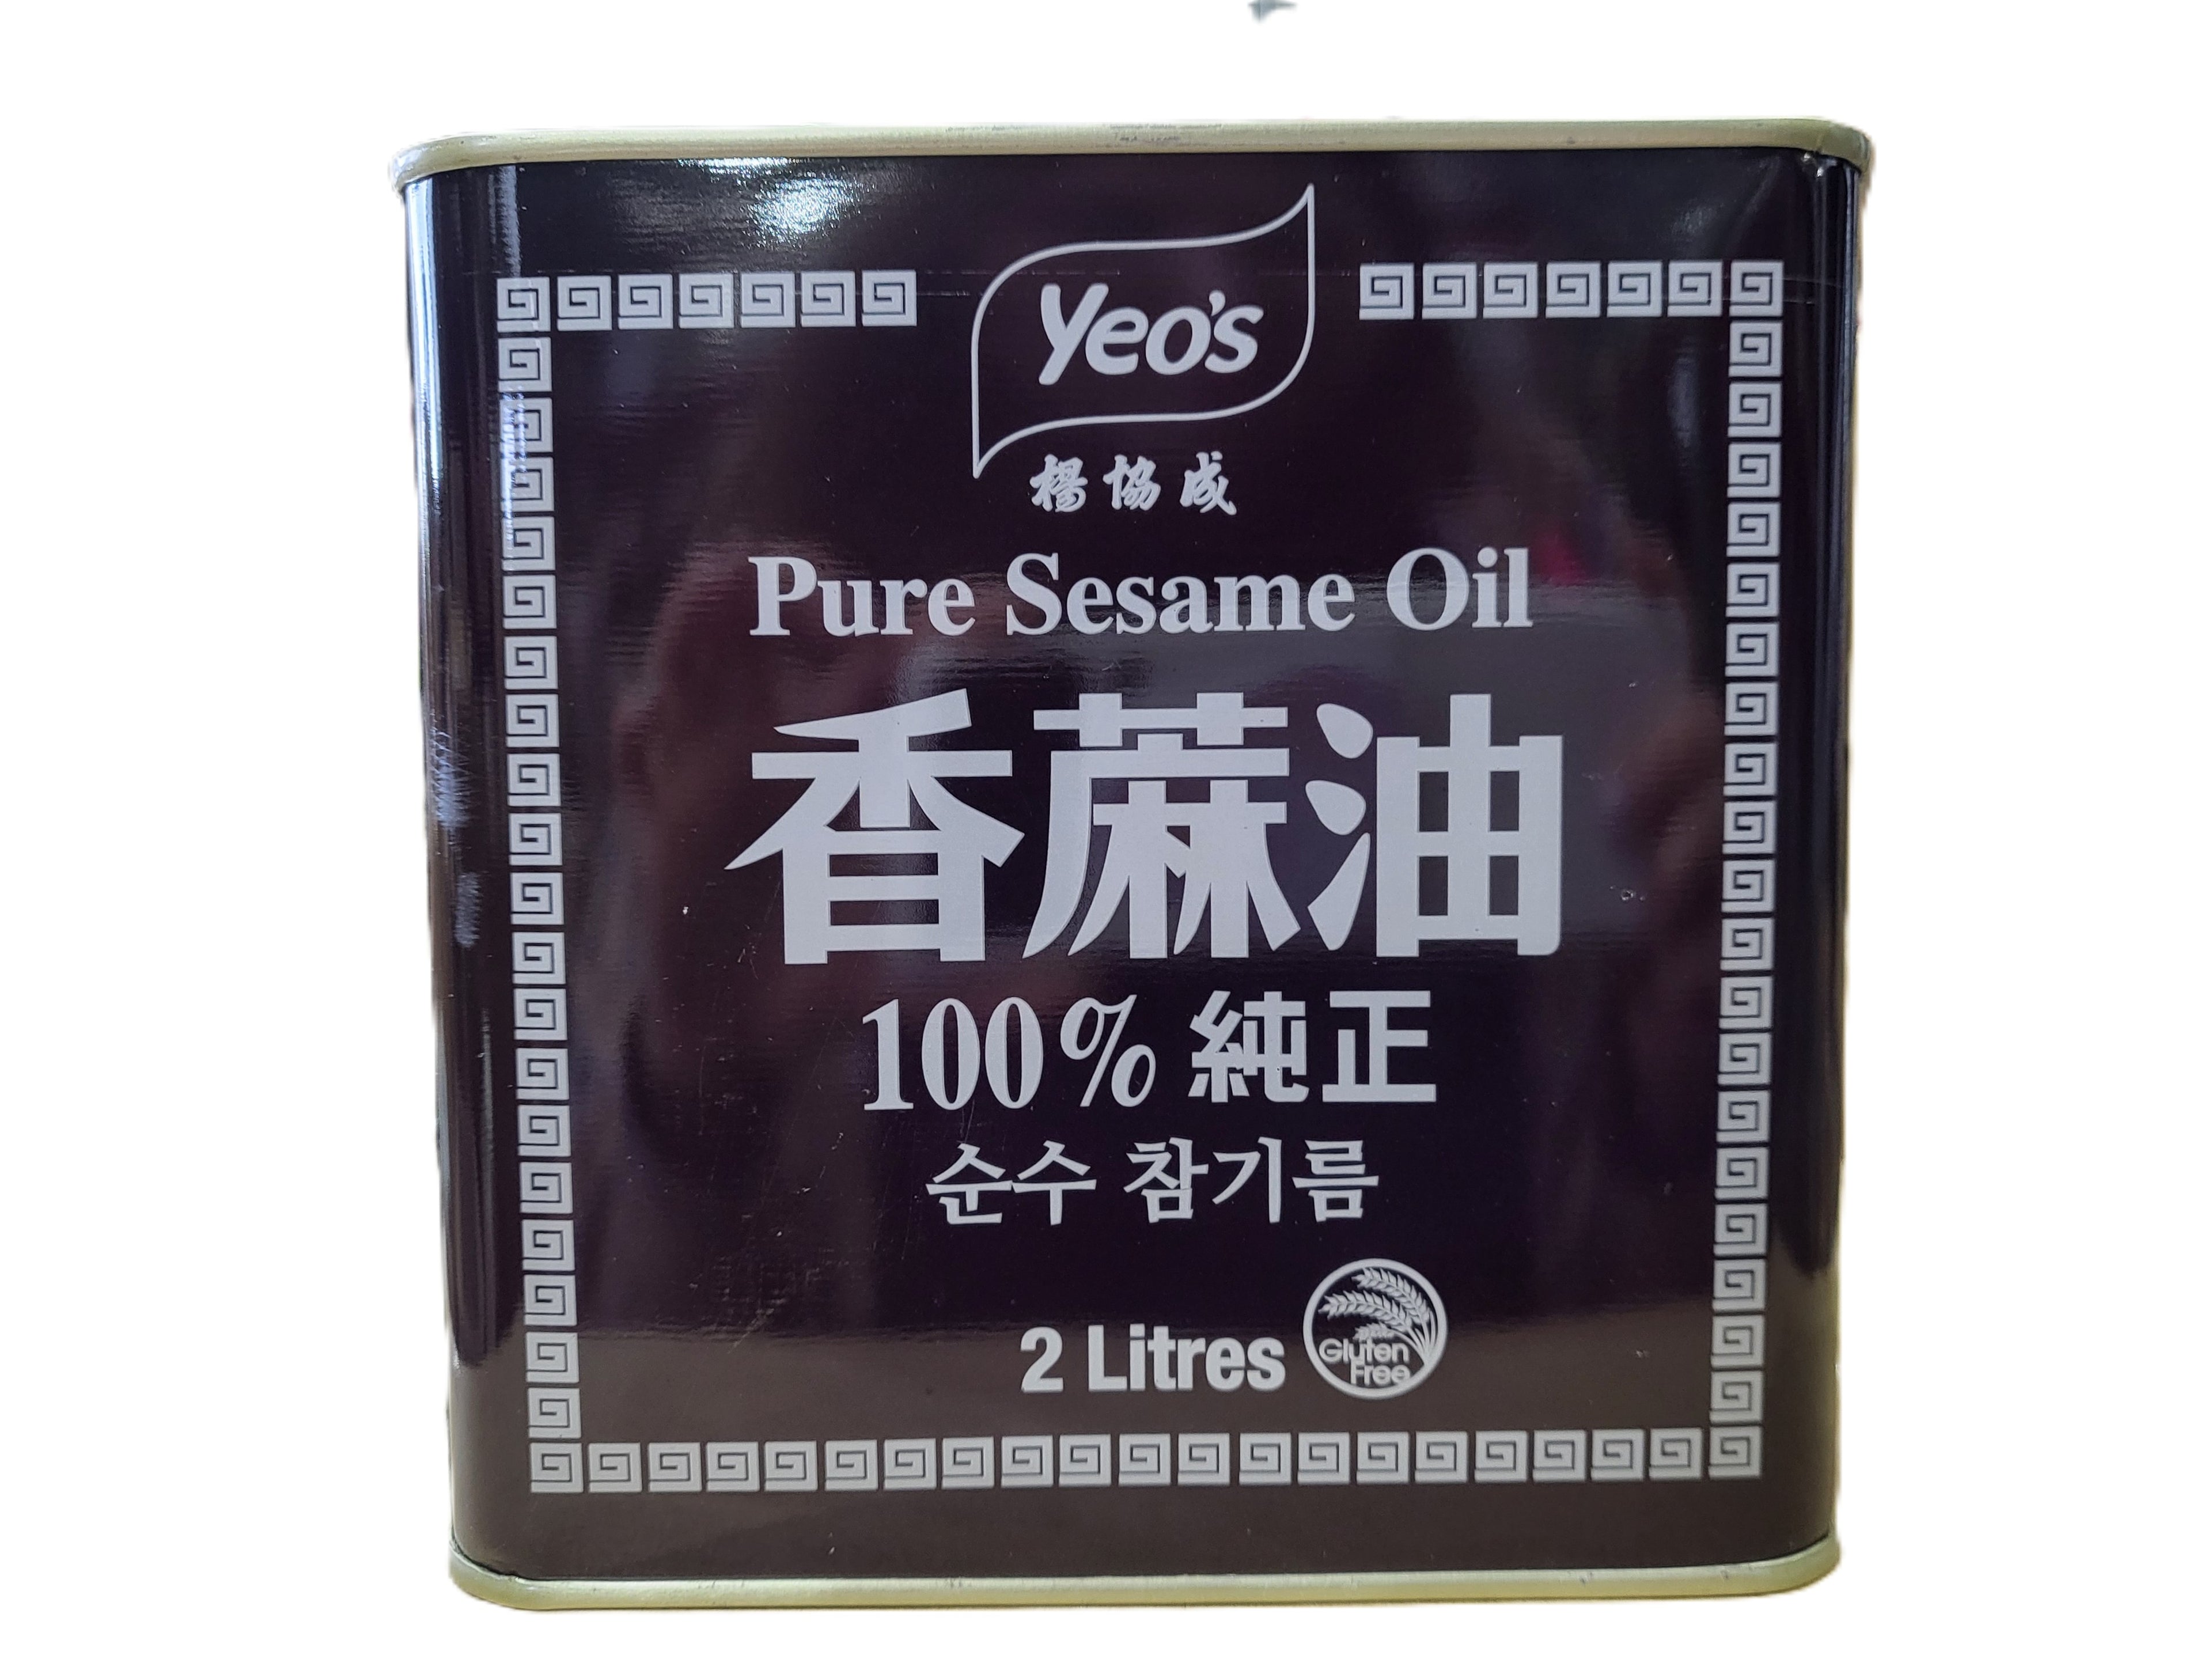 Yeo's
楊協成
Pure Sesame Oil
香蔴油
100% 純正
순수 참기름
2 Litres
Gluten
Free